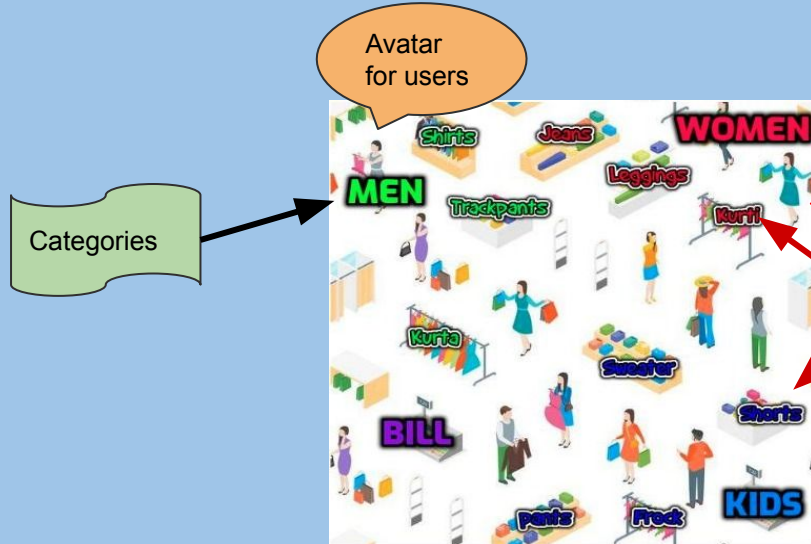 Avatar
for users
Shirts
Jeans
WOMEN
Leggings
MEN
Trackpants
Kurti
Categories
Kurta
Sweater
Shorts
BILL
KIDS
pants
Frock